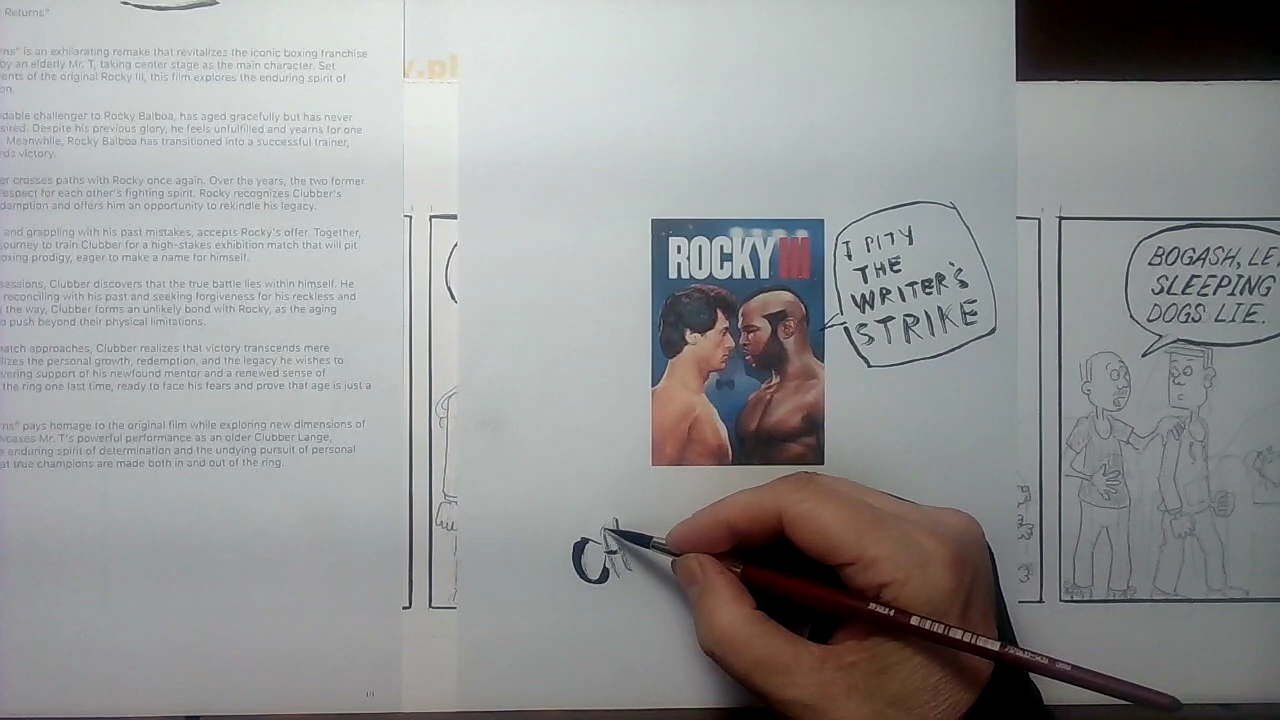 Returns"
ns" is an exhilarating remake that revitalizes the iconic boxing franchise
by an elderly Mr. T, taking center stage as the main character. Set
ents of the original Rocky III, this film explores the enduring spirit of
on.
dable challenger to Rocky Balboa, has aged gracefully but has never
sired. Despite his previous glory, he feels unfulfilled and yearns for one
. Meanwhile, Rocky Balboa has transitioned into a successful trainer,
rds victory.
er crosses paths with Rocky once again. Over the years, the two former
respect for each other's fighting spirit. Rocky recognizes Clubber's
demption and offers him an opportunity to rekindle his legacy.
and grappling with his past mistakes, accepts Rocky's offer. Together,
journey to train Clubber for a high-stakes exhibition match that will pit
oxing prodigy, eager to make a name for himself.
sessions, Clubber discovers that the true battle lies within himself. He
reconciling with his past and seeking forgiveness for his reckless and
the way, Clubber forms an unlikely bond with Rocky, as the aging
o push beyond their physical limitations.
atch approaches, Clubber realizes that victory transcends mere
lizes the personal growth, redemption, and the legacy he wishes to
vering support of his newfound mentor and a renewed sense of
the ring one last time, ready to face his fears and prove that age is just a
ns" pays homage to the original film while exploring new dimensions of
wcases Mr. T's powerful performance as an older Clubber Lange,
enduring spirit of determination and the undying pursuit of personal
at true champions are made both in and out of the ring.
y.pl
ROCKY III
I PITY
THE
WRITER'S
STRIKE
BOGASH, LE
SLEEPING
DOGS LIE.